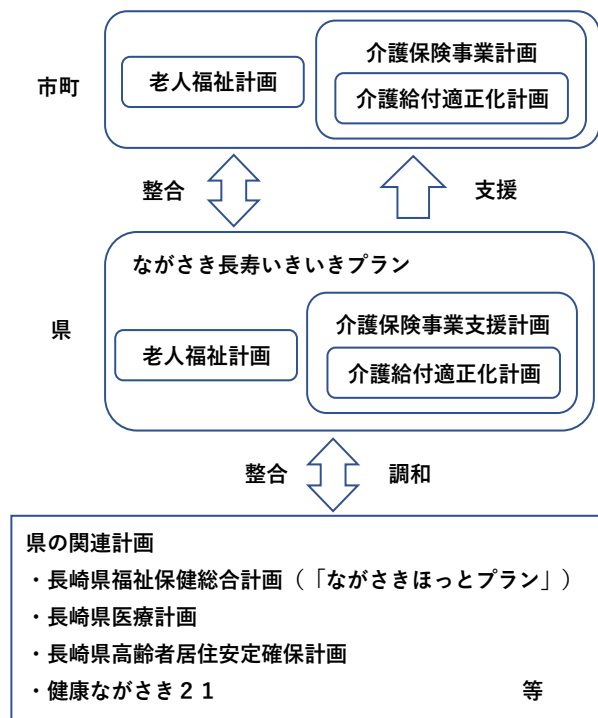 介護保険事業計画
市町
老人福祉計画
介護給付適正化計画
整合
支援
ながさき長寿いきいきプラン
県
介護保険事業支援計画
老人福祉計画
介護給付適正化計画
整合
調和
県の関連計画
・長崎県福祉保健総合計画（「ながさきほっとプラン」）
・長崎県医療計画
・長崎県高齢者居住安定確保計画
・健康ながさき２１ 等